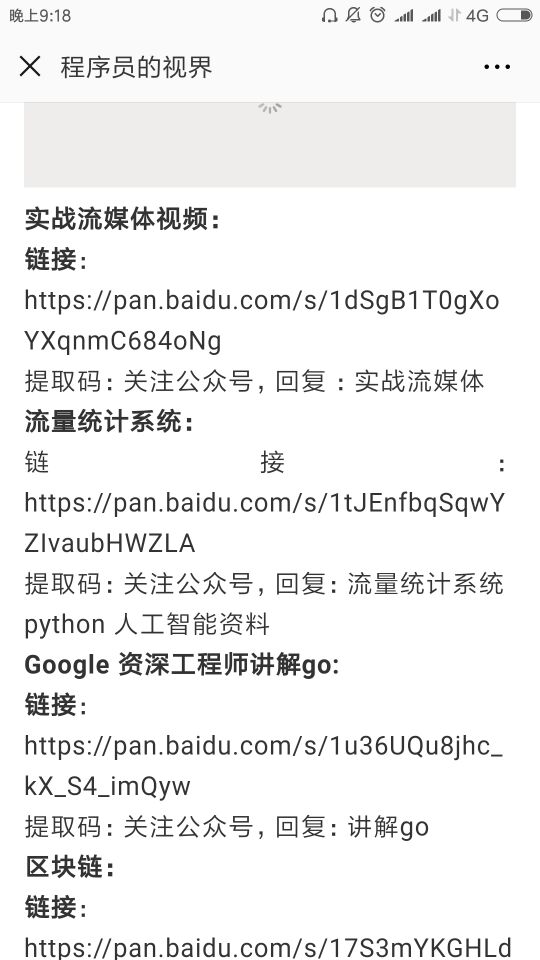 晚上9:18
4G
程序员的视界
实战流媒体视频：
链接：
https://pan.baidu.com/s/1dSgB1T0gXo
YXqnmC684oNg
提取码：关注公众号，回复 ：实战流媒体
流量统计系统：
链 接 ：
https://pan.baidu.com/s/1tJEnfbqSqwY
ZIvaubHWZLA
提取码：关注公众号，回复：流量统计系统
python 人工智能资料
Google 资深工程师讲解go:
链接：
https://pan.baidu.com/s/1u36UQu8jhc_
kX_S4_imQyw
提取码：关注公众号，回复：讲解go
区块链：
链接：
https://pan.baidu.com/s/17S3mYKGHLd